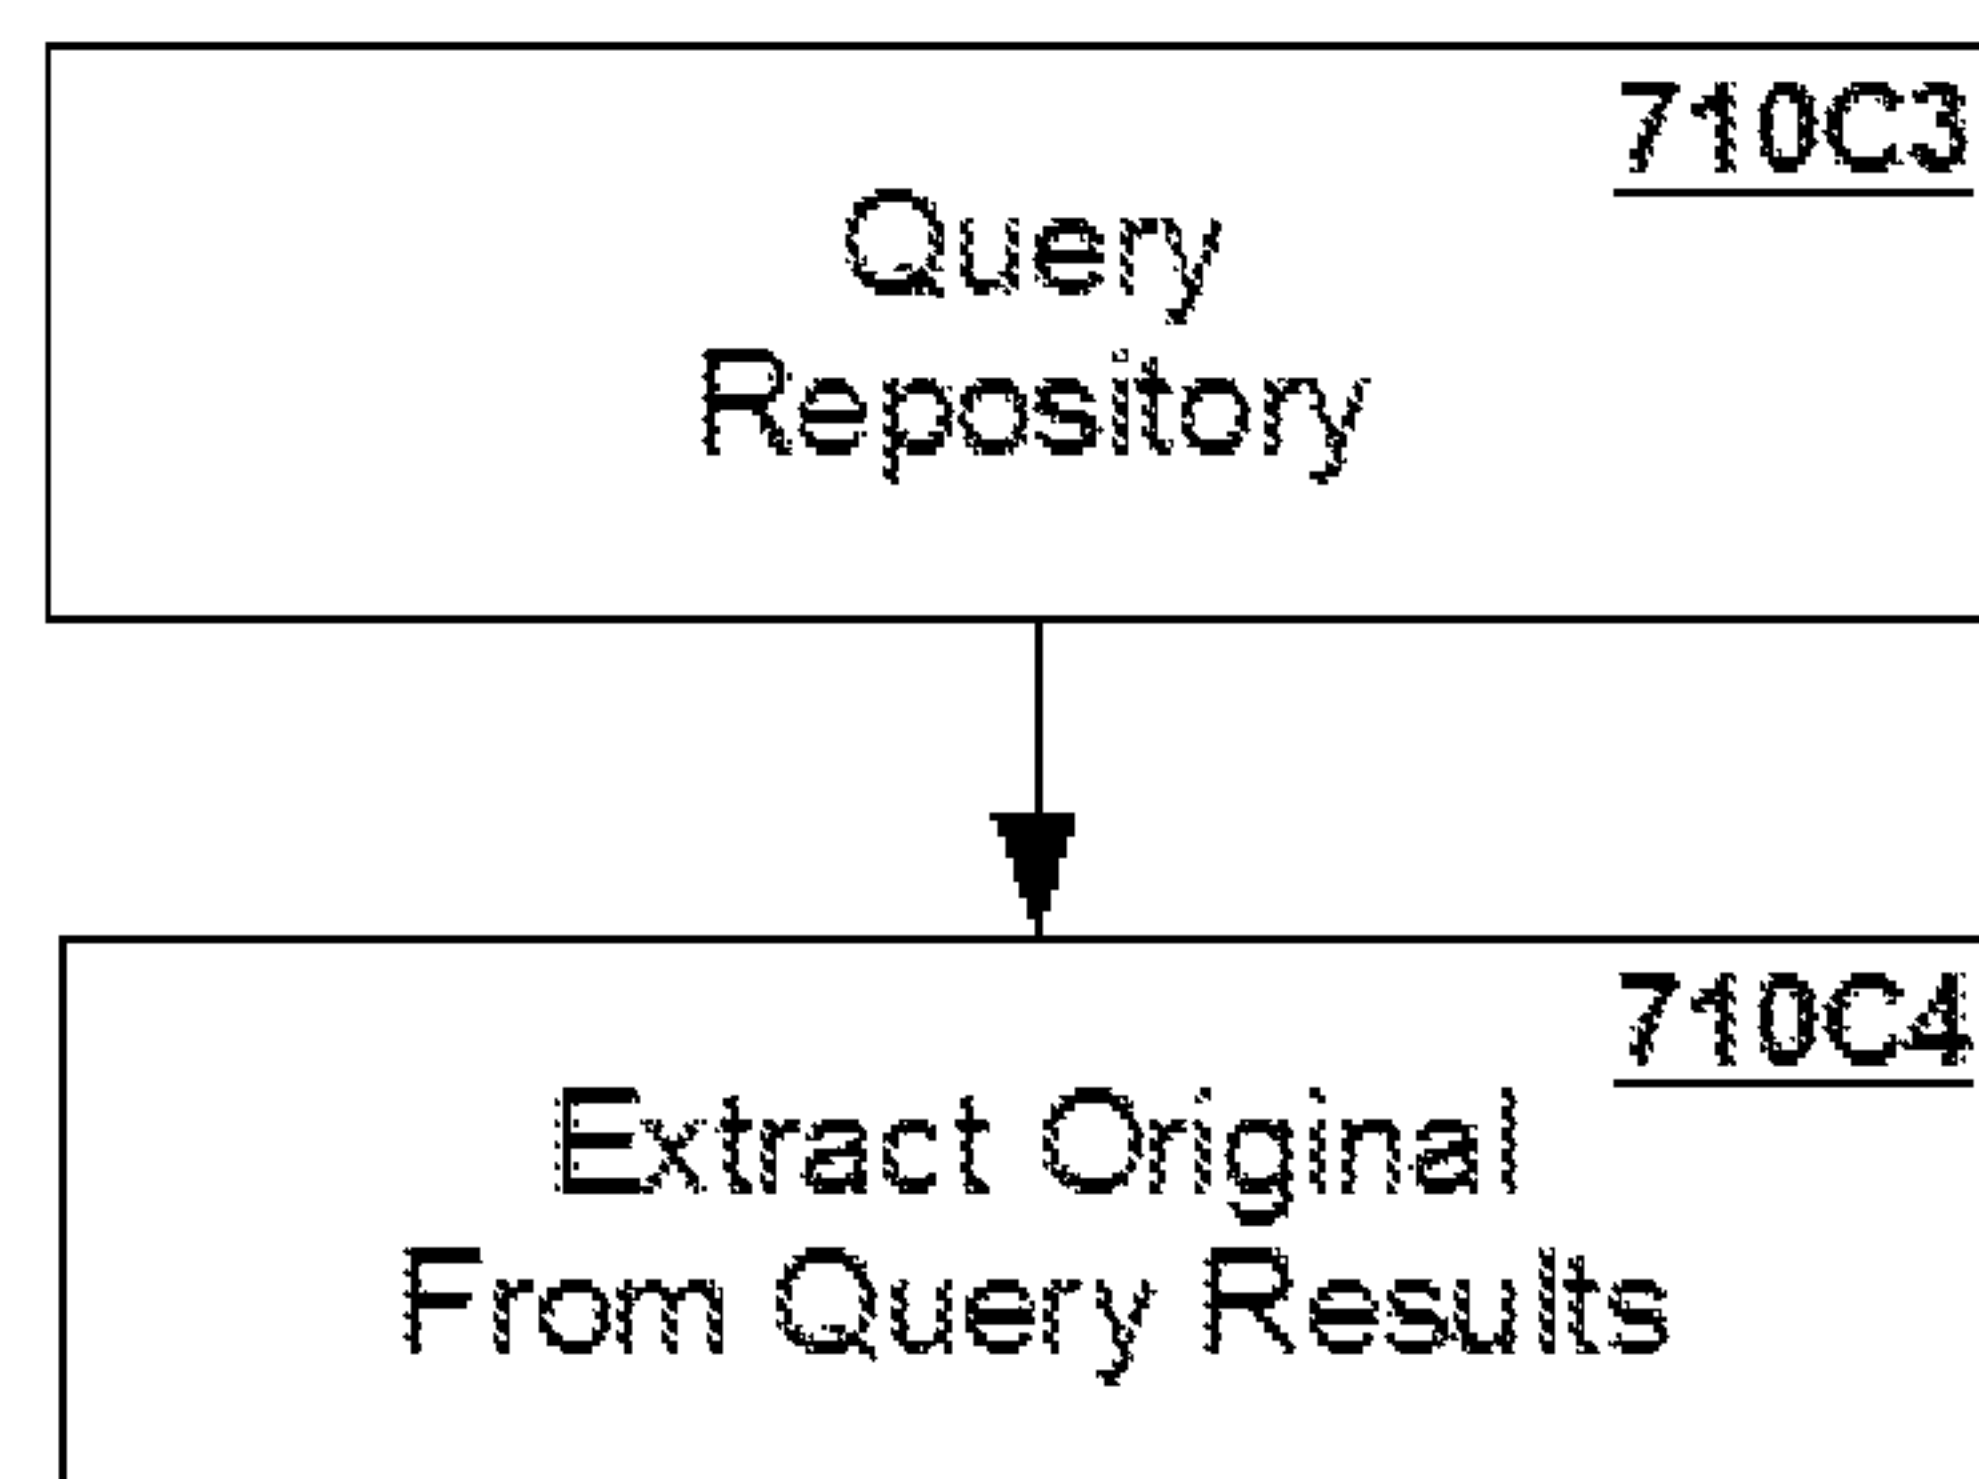 710C3
Query
Repository
710C4
Extract Original
From Query Results